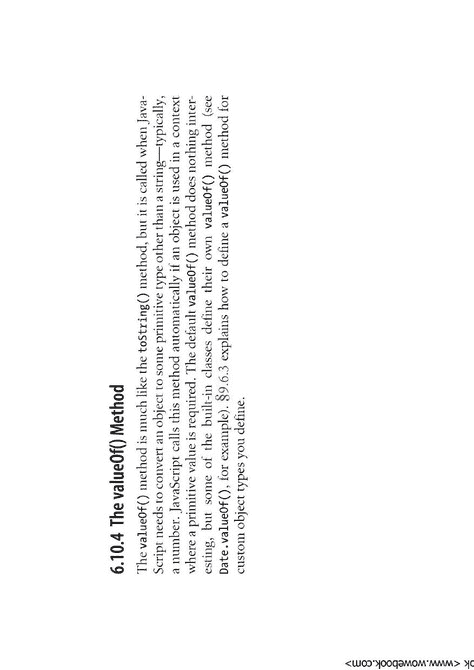 6.10.4 The valueOf() Method
The valueOf() method is much like the toString() method, but it is called when Java-
Script needs to convert an object to some primitive type other than a string—typically,
a number. JavaScript calls this method automatically if an object is used in a context
where a primitive value is required. The default valueOf() method does nothing inter-
esting, but some of the built-in classes define their own valueOf() method (see
Date.valueOf(), for example). §9.6.3 explains how to define a valueOf() method for
custom object types you define.
ok < www.wowebook.com>